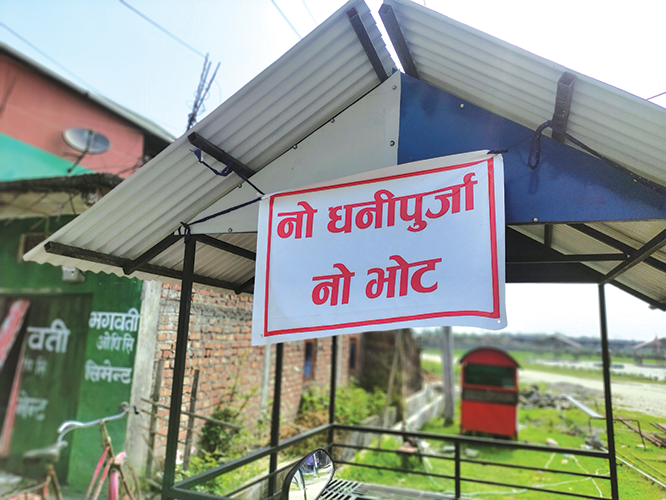 नो धनीपुर्जा
नो भोट
भगवती
सिमेन्ट